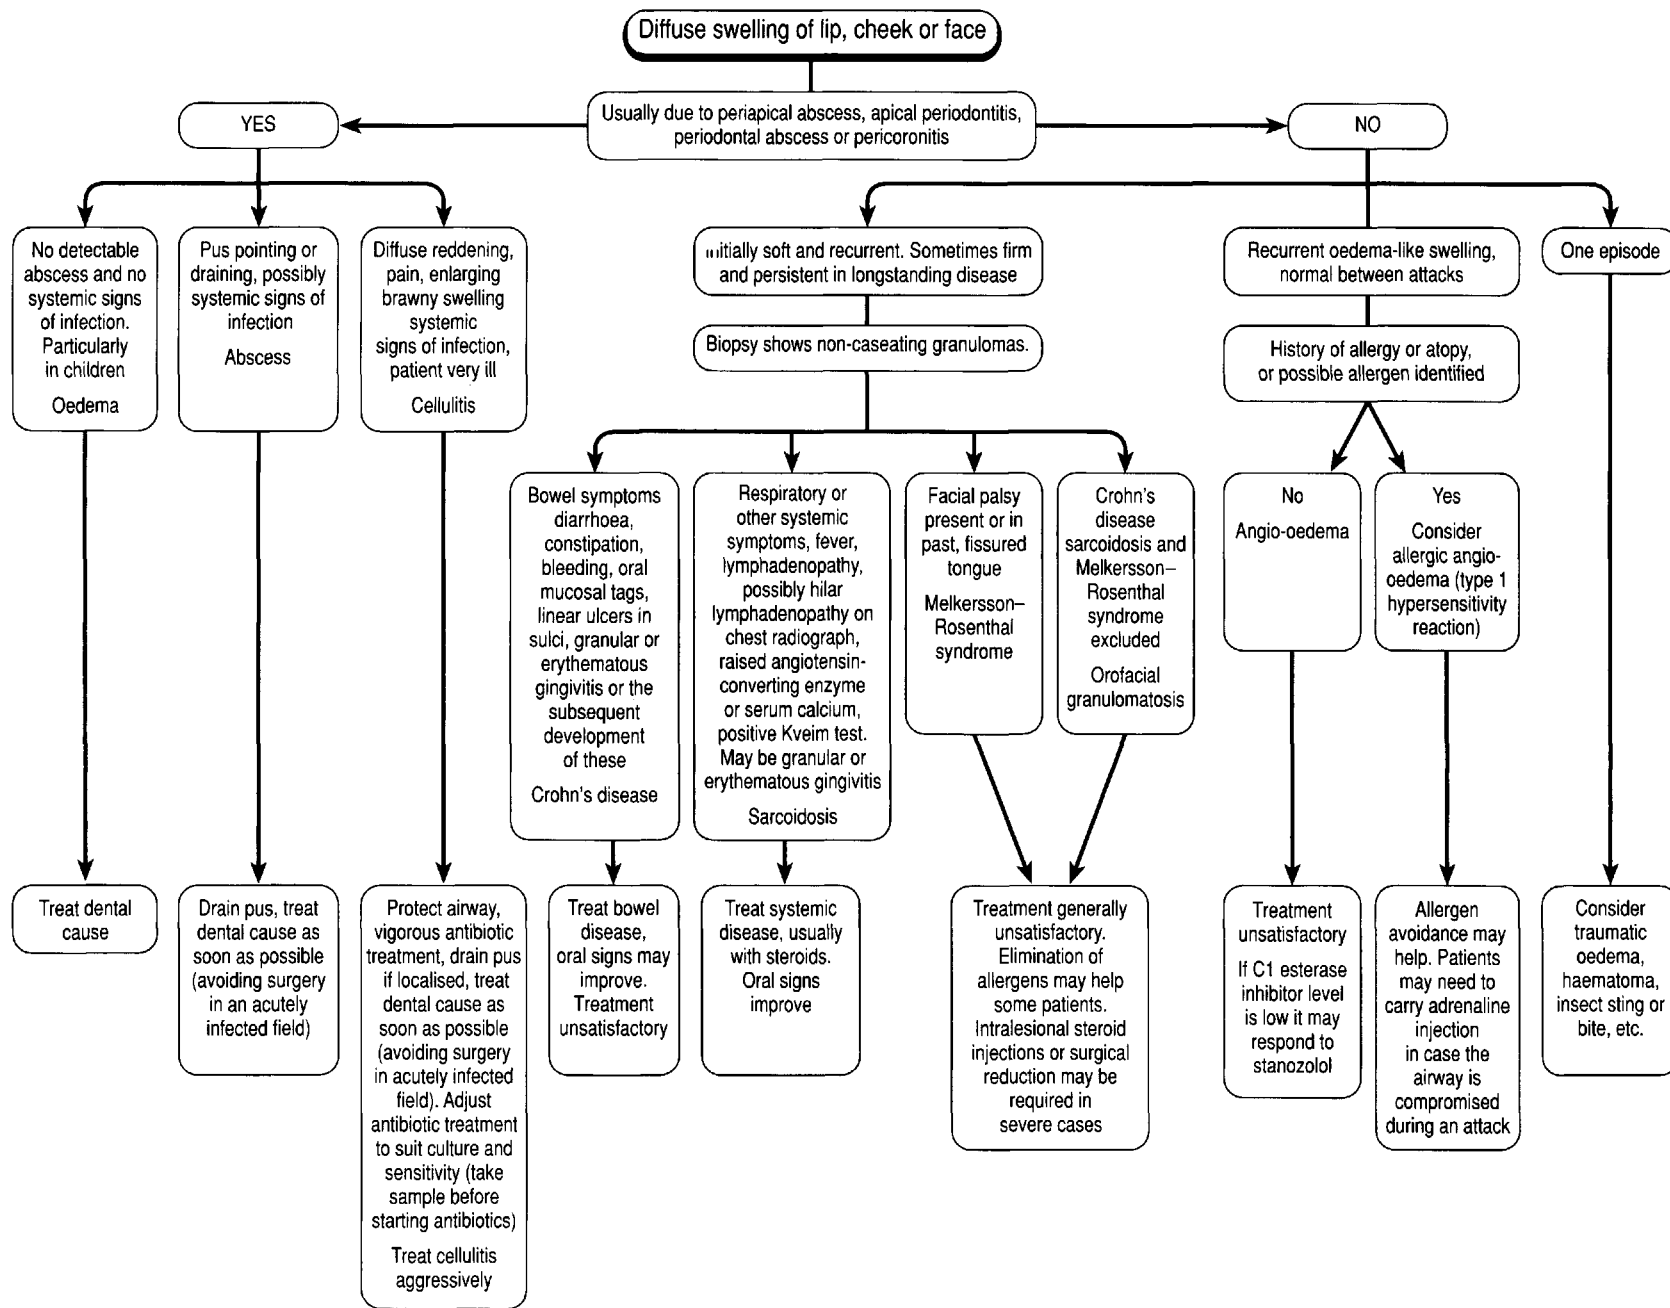 Diffuse swelling of lip, cheek or face
Usually due to periapical abscess, apical periodontitis,
periodontal abscess or pericoronitis
YES
NO
No detectable
abscess and no
systemic signs
of infection.
Particularly
in children
Oedema
Pus pointing or
draining, possibly
systemic signs of
infection
Abscess
Diffuse reddening,
pain, enlarging
brawny swelling
systemic
signs of infection,
patient very ill
Cellulitis
Initially soft and recurrent. Sometimes firm
and persistent in longstanding disease
Recurrent oedema-like swelling,
normal between attacks
One episode
Biopsy shows non-caseating granulomas.
History of allergy or atopy,
or possible allergen identified
Bowel symptoms
diarrhoea,
constipation,
bleeding, oral
mucosal tags,
linear ulcers in
sulci, granular or
erythematous
gingivitis or the
subsequent
development
of these
Crohn's disease
Respiratory or
other systemic
symptoms, fever,
lymphadenopathy,
possibly hilar
lymphadenopathy on
chest radiograph,
raised angiotensin-
converting enzyme
or serum calcium,
positive Kveim test.
May be granular or
erythematous gingivitis
Sarcoidosis
Facial palsy
present or in
past, fissured
tongue
Melkersson–
Rosenthal
syndrome
Crohn's
disease
sarcoidosis and
Melkersson–
Rosenthal
syndrome
excluded
Orofacial
granulomatosis
No
Angio-oedema
Yes
Consider
allergic angio-
oedema (type 1
hypersensitivity
reaction)
Treat dental
cause
Drain pus, treat
dental cause as
soon as possible
(avoiding surgery
in an acutely
infected field)
Protect airway,
vigorous antibiotic
treatment, drain pus
if localised, treat
dental cause as
soon as possible
(avoiding surgery
in acutely infected
field). Adjust
antibiotic treatment
to suit culture and
sensitivity (take
sample before
starting antibiotics)
Treat cellulitis
aggressively
Treat bowel
disease,
oral signs may
improve.
Treatment
unsatisfactory
Treat systemic
disease, usually
with steroids.
Oral signs
improve
Treatment generally
unsatisfactory.
Elimination of
allergens may help
some patients.
Intralesional steroid
injections or surgical
reduction may be
required in
severe cases
Treatment
unsatisfactory
If C1 esterase
inhibitor level
is low it may
respond to
stanozolol
Allergen
avoidance may
help. Patients
may need to
carry adrenaline
injection
in case the
airway is
compromised
during an attack
Consider
traumatic
oedema,
haematoma,
insect sting or
bite, etc.